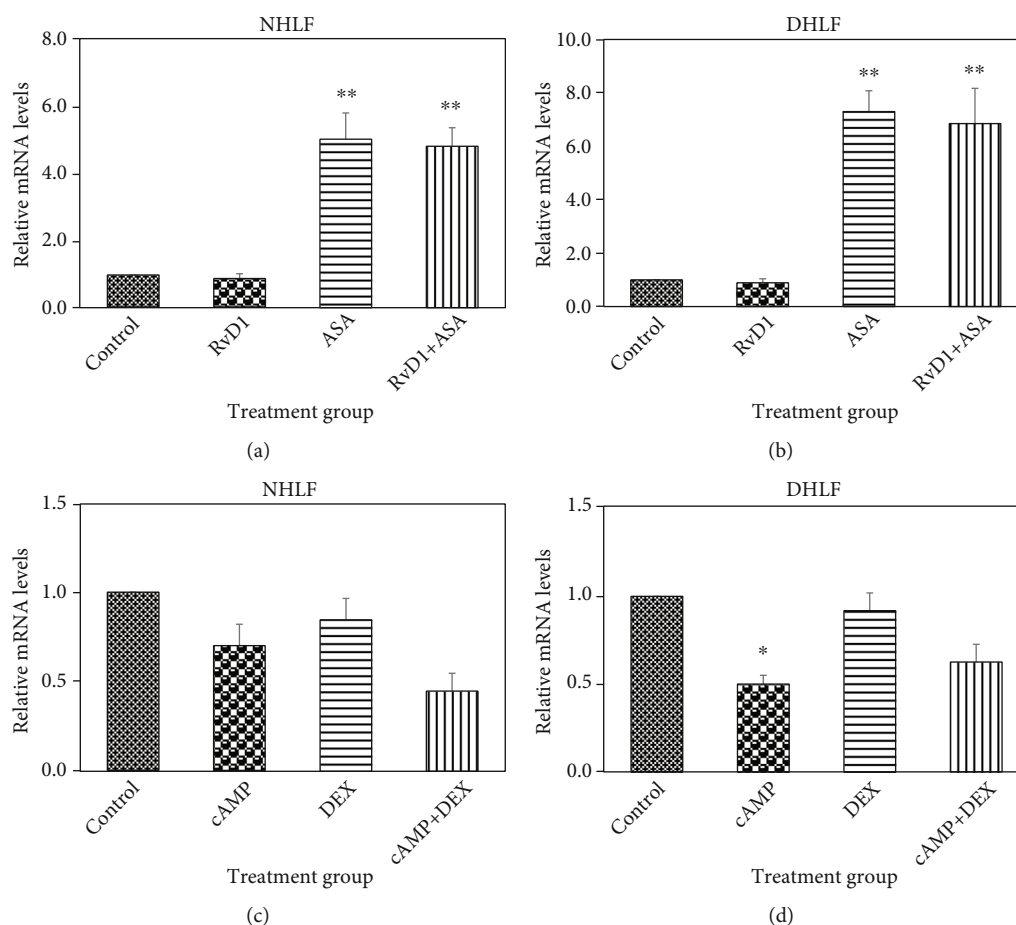 NHLF
Relative mRNA levels
8.0
6.0
4.0
2.0
0.0
**
**
Control
RvD1
ASA
RvD1+ASA
Treatment group
(a)
DHLF
Relative mRNA levels
10.0
8.0
6.0
4.0
2.0
0.0
**
**
Control
RvD1
ASA
RvD1+ASA
Treatment group
(b)
NHLF
Relative mRNA levels
1.5
1.0
0.5
0.0
Control
cAMP
DEX
cAMP+DEX
Treatment group
(c)
DHLF
Relative mRNA levels
1.5
1.0
0.5
0.0
*
Control
cAMP
DEX
cAMP+DEX
Treatment group
(d)